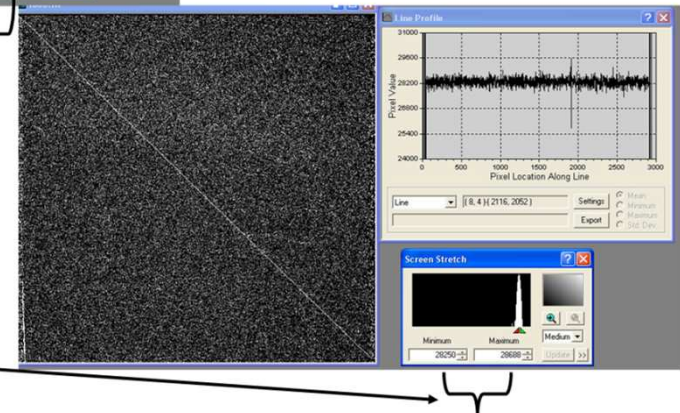 Line Profile
31000
29600
28200
26800
25400
24000
Pixel Value
0 500 1000 1500 2000 2500 3000
Pixel Location Along Line
Line ( 8, 4 )-( 2116, 2052 ) Settings
Export
Mean
Minimum
Maximum
Std. Dev.
Screen Stretch
Medium
Minimum Maximum
28250 28688 Update >>